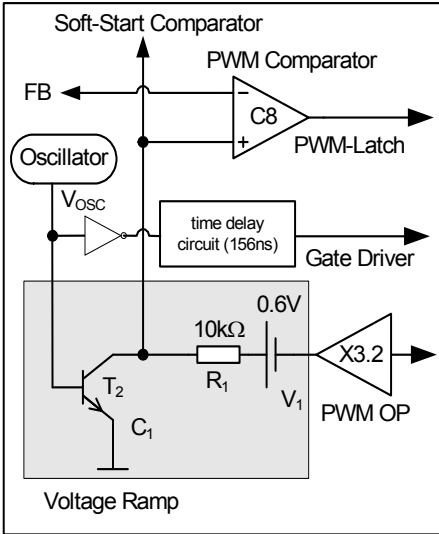 Soft-Start Comparator
PWM Comparator
FB
C8
PWM-Latch
Oscillator
VOSC
time delay
circuit (156ns)
Gate Driver
0.6V
10kΩ
X3.2
R1
V1
T2
C1
PWM OP
Voltage Ramp